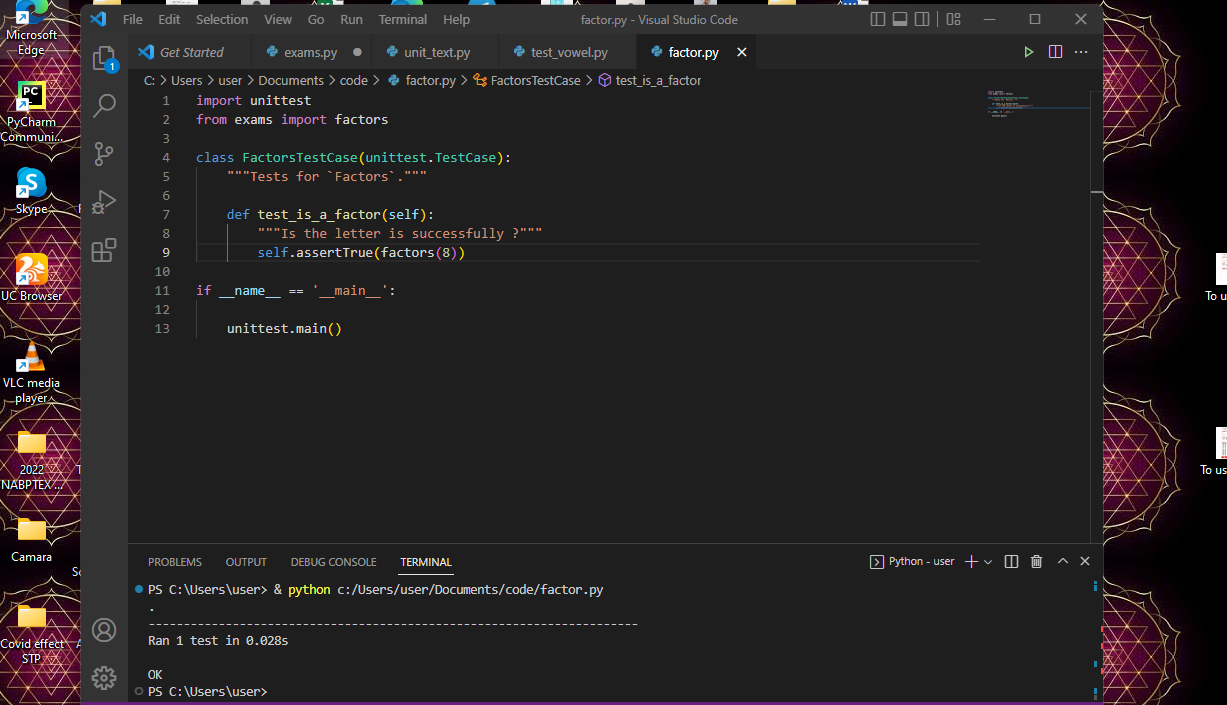 Microsoft
Edge
PC
PyCharm
Communi...
Skype
UC Browser
VLC media
player
2022
NABPTEX ...
Camara
Covid effect
STP
File Edit Selection View Go Run Terminal Help
factor.py - Visual Studio Code
Get Started exams.py unit_text.py test_vowel.py factor.py
C: > Users > user > Documents > code > factor.py > FactorsTestCase > test_is_a_factor
1
1 import unittest
2 from exams import factors
3
4 class FactorsTestCase(unittest.TestCase):
5 """Tests for `Factors`."""
6
7 def test_is_a_factor(self):
8 """Is the letter is successfully ?"""
9 self.assertTrue(factors(8))
10
11 if __name__ == '__main__':
12
13 unittest.main()
PROBLEMS OUTPUT DEBUG CONSOLE TERMINAL
Python - user
PS C:\Users\user> & python c:/Users/user/Documents/code/factor.py
.
----------------------------------------------------------------------
Ran 1 test in 0.028s
OK
PS C:\Users\user>
To u
To us